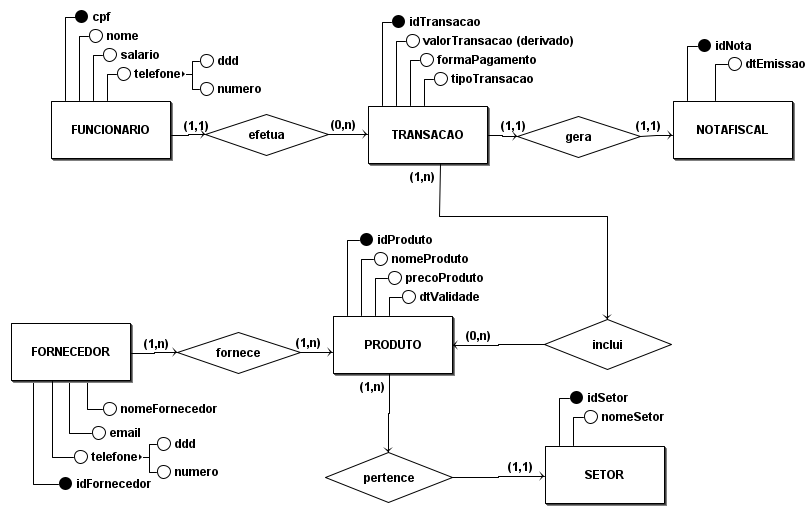 cpf
nome
salario
telefone
ddd
numero
FUNCIONARIO
(1,1)
efetua
(0,n)
idTransacao
valorTransacao (derivado)
formaPagamento
tipoTransacao
TRANSACAO
(1,1)
gera
(1,1)
idNota
dtEmissao
NOTAFISCAL
(1,n)
idProduto
nomeProduto
precoProduto
dtValidade
FORNECEDOR
(1,n)
fornece
(1,n)
PRODUTO
(0,n)
inclui
(1,n)
nomeFornecedor
email
telefone
ddd
numero
idFornecedor
pertence
(1,1)
idSetor
nomeSetor
SETOR